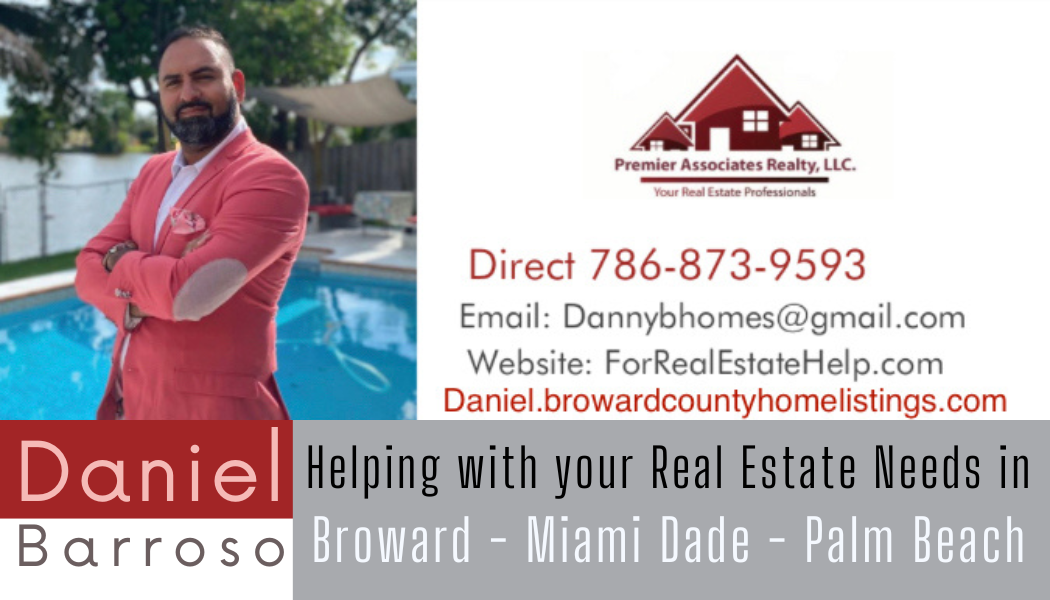 Premier Associates Realty, LLC.
Your Real Estate Professionals
Direct 786-873-9593
Email: Dannybhomes@gmail.com
Website: ForRealEstateHelp.com
Daniel.browardcountyhomelistings.com
Daniel
Barroso
Helping with your Real Estate Needs in
Broward - Miami Dade - Palm Beach